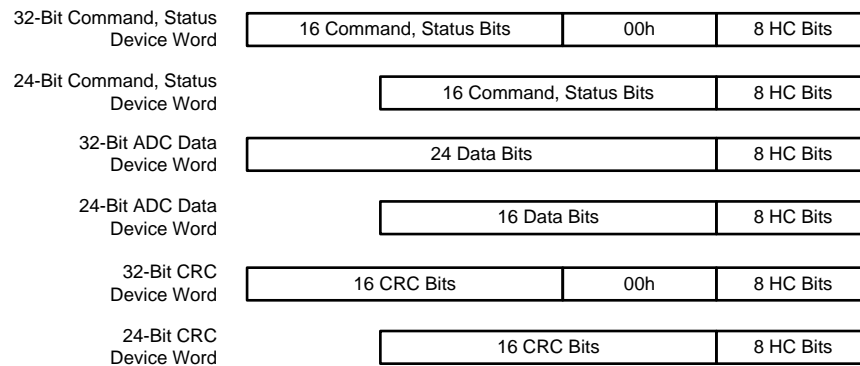 32-Bit Command, Status
Device Word
16 Command, Status Bits
00h
8 HC Bits
24-Bit Command, Status
Device Word
16 Command, Status Bits
8 HC Bits
32-Bit ADC Data
Device Word
24 Data Bits
8 HC Bits
24-Bit ADC Data
Device Word
16 Data Bits
8 HC Bits
32-Bit CRC
Device Word
16 CRC Bits
00h
8 HC Bits
24-Bit CRC
Device Word
16 CRC Bits
8 HC Bits